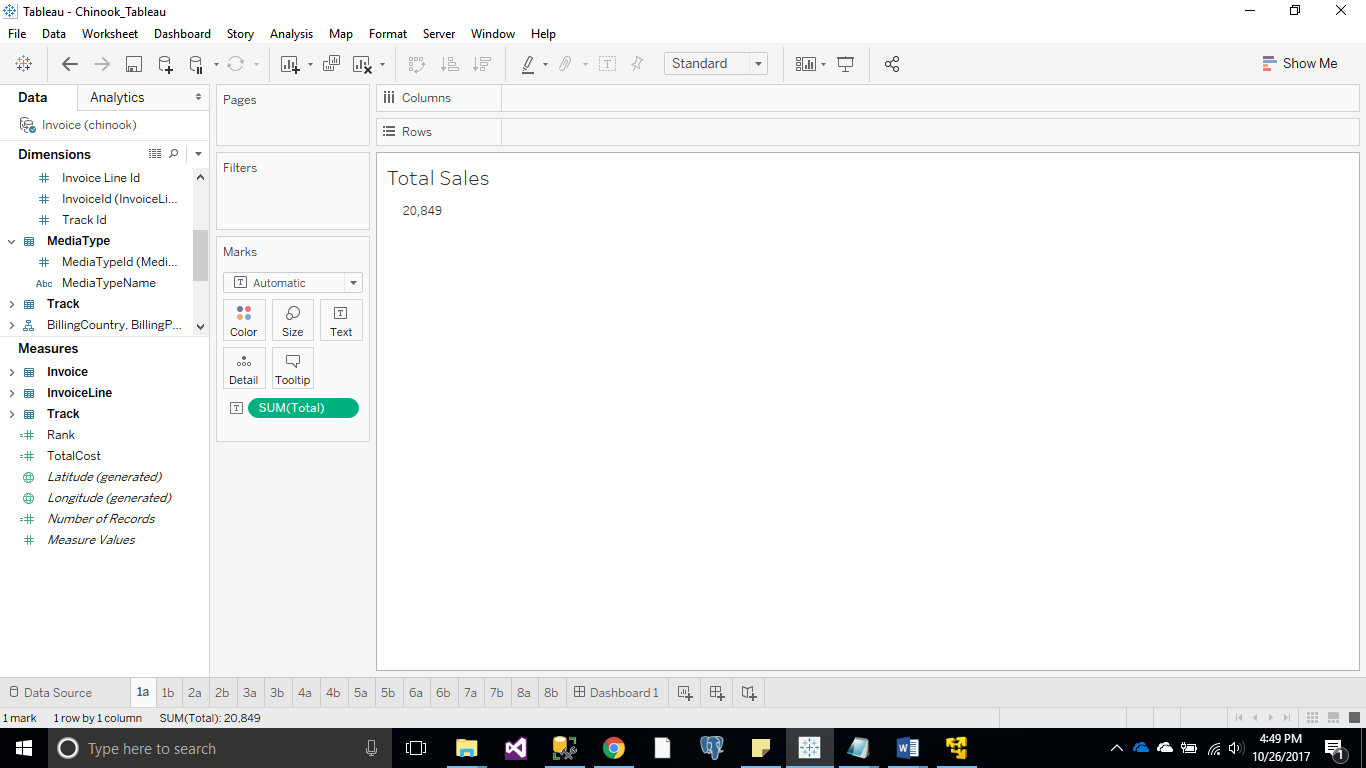 Tableau - Chinook_Tableau
File Data Worksheet Dashboard Story Analysis Map Format Server Window Help
Standard
Show Me
Data Analytics
Invoice (chinook)
Dimensions
Invoice Line Id
InvoiceId (InvoiceLi...
Track Id
MediaType
MediaTypeId (Medi...
Abc MediaTypeName
Track
BillingCountry, BillingP...
Measures
Invoice
InvoiceLine
Track
Rank
TotalCost
Latitude (generated)
Longitude (generated)
Number of Records
Measure Values
Pages
Filters
Marks
T Automatic
Color Size Text
Detail Tooltip
T SUM(Total)
Columns
Rows
Total Sales
20,849
Data Source 1a 1b 2a 2b 3a 3b 4a 4b 5a 5b 6a 6b 7a 7b 8a 8b Dashboard 1
1 mark 1 row by 1 column SUM(Total): 20,849
Type here to search
4:49 PM
10/26/2017
1